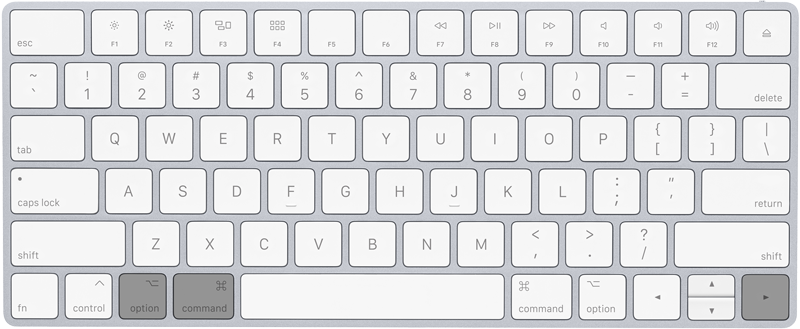 esc F1 F2 F3 F4 F5 F6 F7 F8 F9 F10 F11 F12
~ ! @ # $ % ^ & * ( ) — +
` 1 2 3 4 5 6 7 8 9 0 - = delete
tab Q W E R T Y U I O P { [ } ] | \
caps lock A S D F G H J K L : ; " ' return
shift Z X C V B N M < , > . ? / shift
fn control option command command option